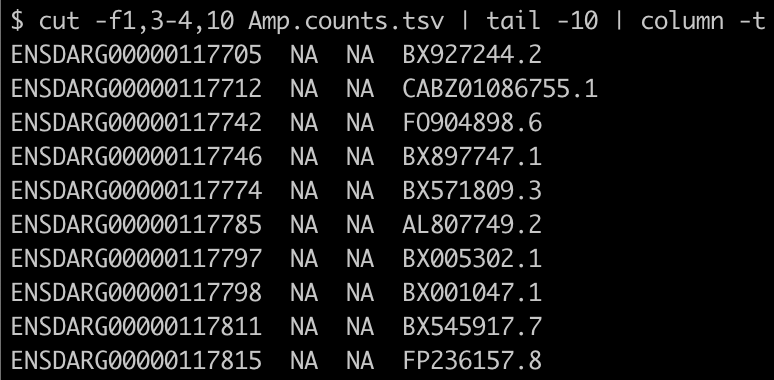 $ cut -f1,3-4,10 Amp.counts.tsv | tail -10 | column -t
ENSDARG00000117705  NA  NA  BX927244.2
ENSDARG00000117712  NA  NA  CABZ01086755.1
ENSDARG00000117742  NA  NA  FO904898.6
ENSDARG00000117746  NA  NA  BX897747.1
ENSDARG00000117774  NA  NA  BX571809.3
ENSDARG00000117785  NA  NA  AL807749.2
ENSDARG00000117797  NA  NA  BX005302.1
ENSDARG00000117798  NA  NA  BX001047.1
ENSDARG00000117811  NA  NA  BX545917.7
ENSDARG00000117815  NA  NA  FP236157.8